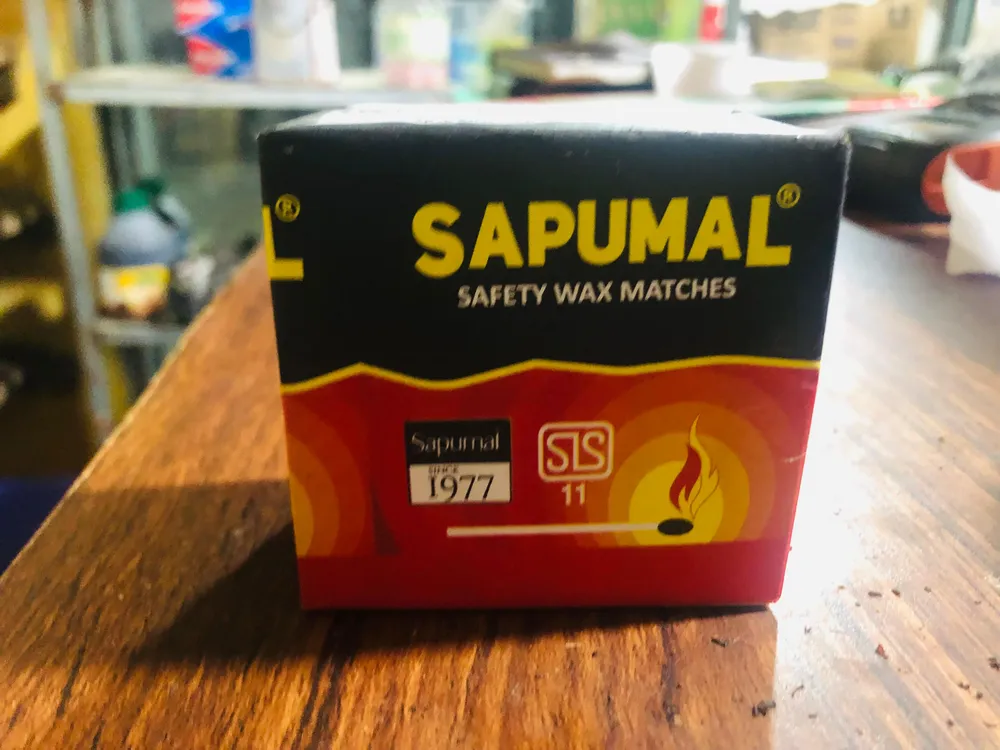 L®
SAPUMAL®
SAFETY WAX MATCHES
Sapumal
SINCE
1977
SLS
11